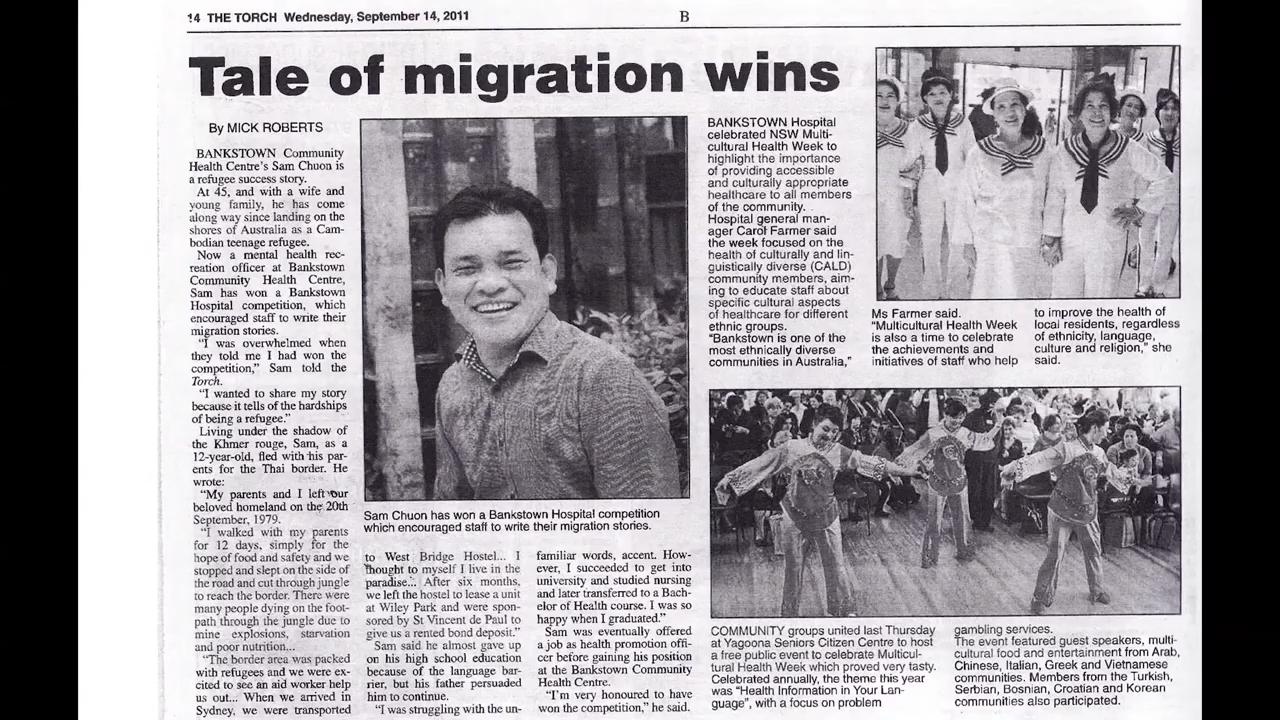 14 THE TORCH Wednesday, September 14, 2011
B
Tale of migration wins
By MICK ROBERTS
BANKSTOWN Community
Health Centre's Sam Chuon is
a refugee success story.
At 45, and with a wife and
young family, he has come
along way since landing on the
shores of Australia as a Cam-
bodian teenage refugee.
Now a mental health rec-
reation officer at Bankstown
Community Health Centre,
Sam has won a Bankstown
Hospital competition, which
encouraged staff to write their
migration stories.
"I was overwhelmed when
they told me I had won the
competition," Sam told the
Torch.
"I wanted to share my story
because it tells of the hardships
of being a refugee."
Living under the shadow of
the Khmer rouge, Sam, as a
12-year-old, fled with his par-
ents for the Thai border. He
wrote:
"My parents and I left our
beloved homeland on the 20th
September, 1979.
"I walked with my parents
for 12 days, simply for the
hope of food and safety and we
stopped and slept on the side of
the road and cut through jungle
to reach the border. There were
many people dying on the foot-
path through the jungle due to
mine explosions, starvation
and poor nutrition...
"The border area was packed
with refugees and we were ex-
cited to see an aid worker help
us out... When we arrived in
Sydney, we were transported
Sam Chuon has won a Bankstown Hospital competition
which encouraged staff to write their migration stories.
to West Bridge Hostel... I
thought to myself I live in the
paradise... After six months,
we left the hostel to lease a unit
at Wiley Park and were spon-
sored by St Vincent de Paul to
give us a rented bond deposit."
Sam said he almost gave up
on his high school education
because of the language bar-
rier, but his father persuaded
him to continue.
"I was struggling with the un-
familiar words, accent. How-
ever, I succeeded to get into
university and studied nursing
and later transferred to a Bach-
elor of Health course. I was so
happy when I graduated."
Sam was eventually offered
a job as health promotion offi-
cer before gaining his position
at the Bankstown Community
Health Centre.
"I'm very honoured to have
won the competition," he said.
BANKSTOWN Hospital
celebrated NSW Multi-
cultural Health Week to
highlight the importance
of providing accessible
and culturally appropriate
healthcare to all members
of the community.
Hospital general man-
ager Carol Farmer said
the week focused on the
health of culturally and lin-
guistically diverse (CALD)
community members, aim-
ing to educate staff about
specific cultural aspects
of healthcare for different
ethnic groups.
"Bankstown is one of the
most ethnically diverse
communities in Australia,"
Ms Farmer said.
"Multicultural Health Week
is also a time to celebrate
the achievements and
initiatives of staff who help
to improve the health of
local residents, regardless
of ethnicity, language,
culture and religion," she
said.
COMMUNITY groups united last Thursday
at Yagoona Seniors Citizen Centre to host
a free public event to celebrate Multicul-
tural Health Week which proved very tasty.
Celebrated annually, the theme this year
was "Health Information in Your Lan-
guage", with a focus on problem
gambling services.
The event featured guest speakers, multi-
cultural food and entertainment from Arab,
Chinese, Italian, Greek and Vietnamese
communities. Members from the Turkish,
Serbian, Bosnian, Croatian and Korean
communities also participated.